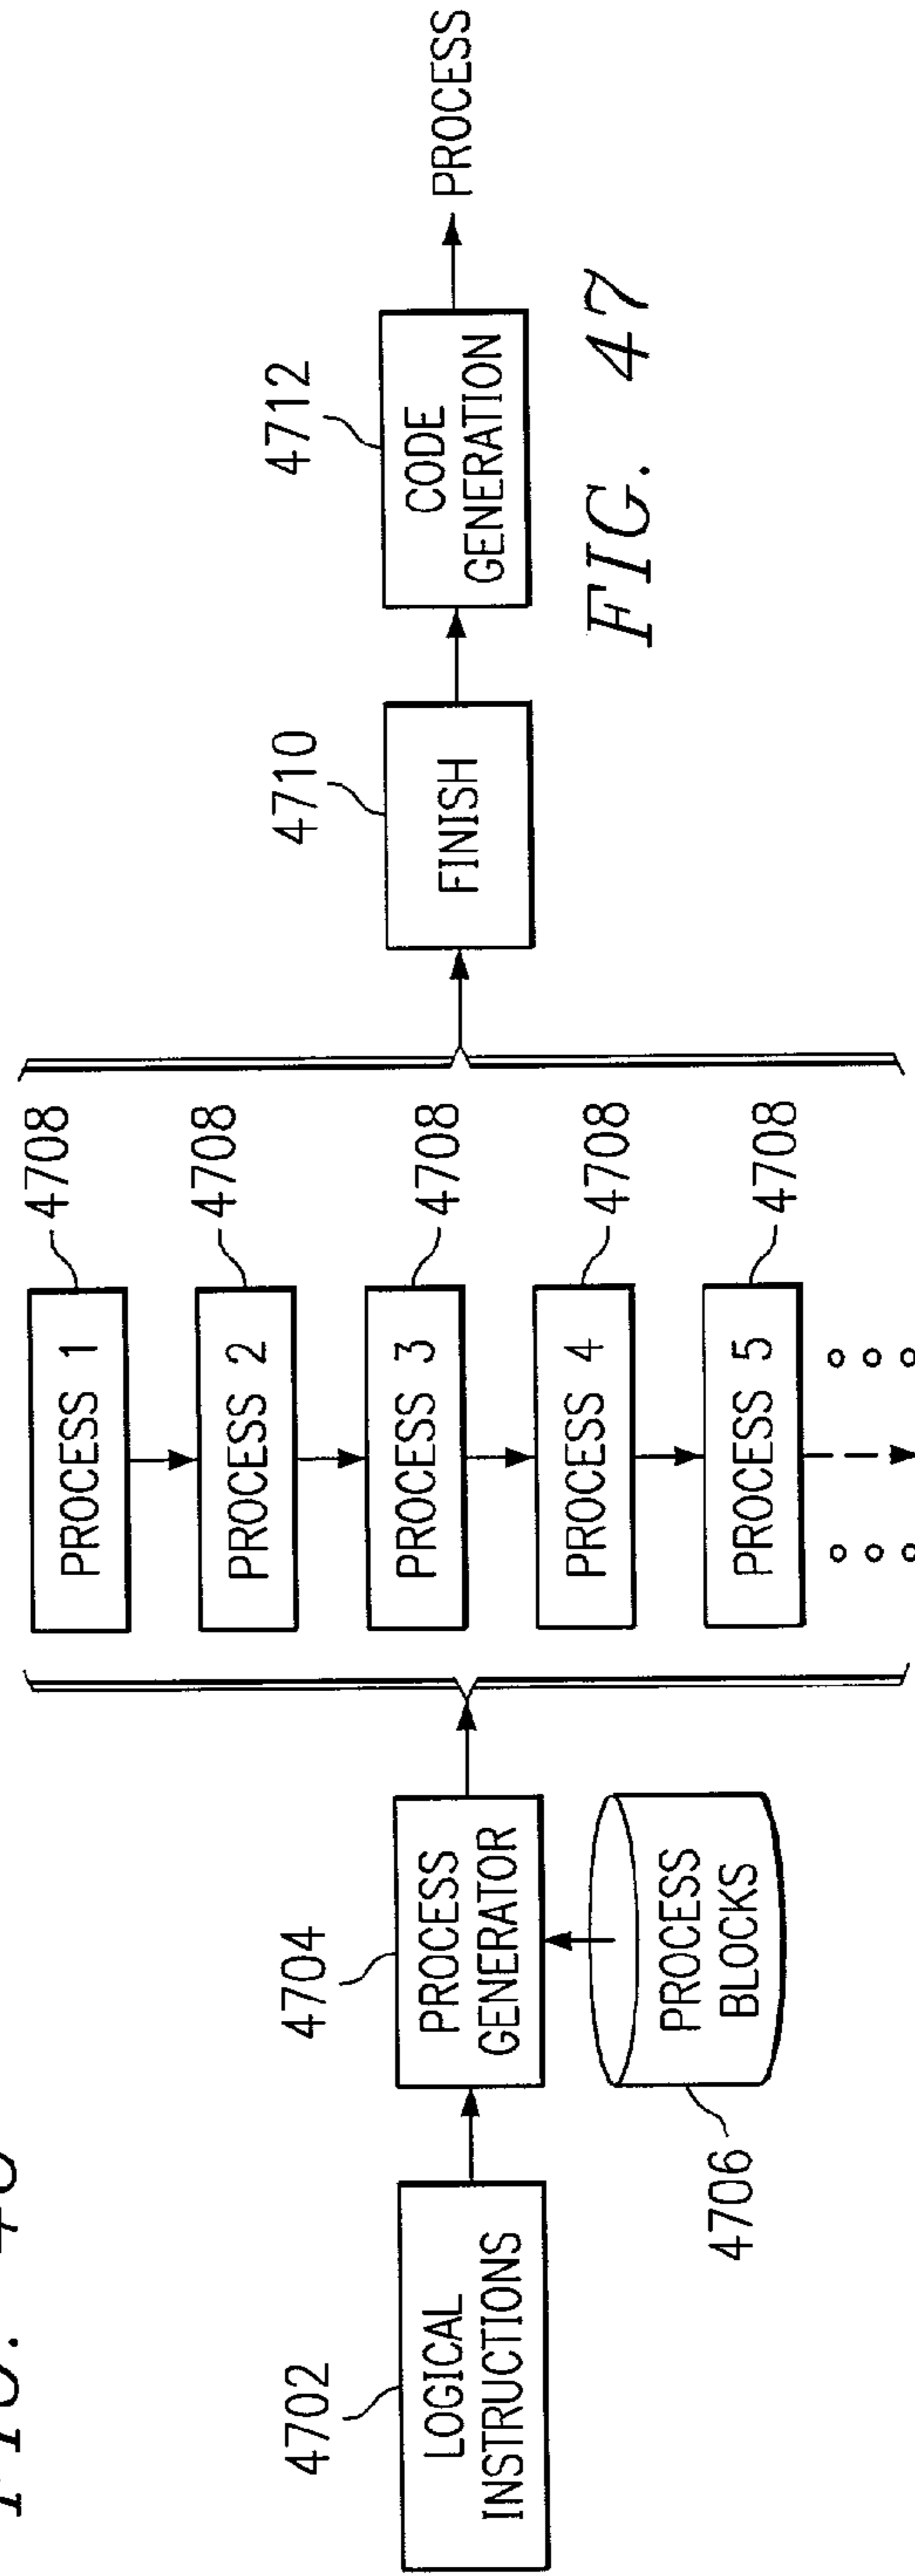 4702
LOGICAL
INSTRUCTIONS
4704
PROCESS
GENERATOR
PROCESS
BLOCKS
4706
PROCESS 1
4708
PROCESS 2
4708
PROCESS 3
4708
PROCESS 4
4708
PROCESS 5
4708
4710
FINISH
4712
CODE
GENERATION
PROCESS
FIG. 47